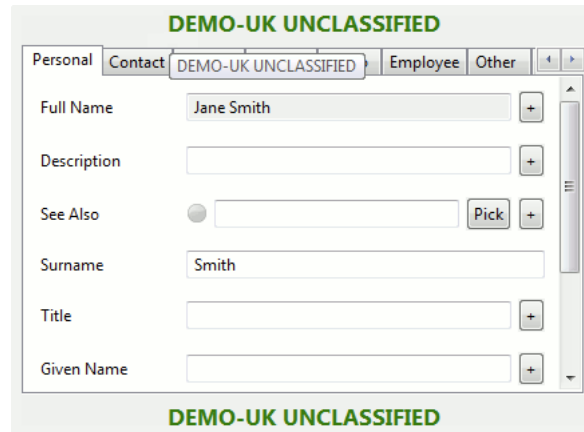 DEMO-UK UNCLASSIFIED
Personal Contact DEMO-UK UNCLASSIFIED Employee Other
Full Name Jane Smith +
Description +
See Also Pick +
Surname Smith
Title +
Given Name +
DEMO-UK UNCLASSIFIED